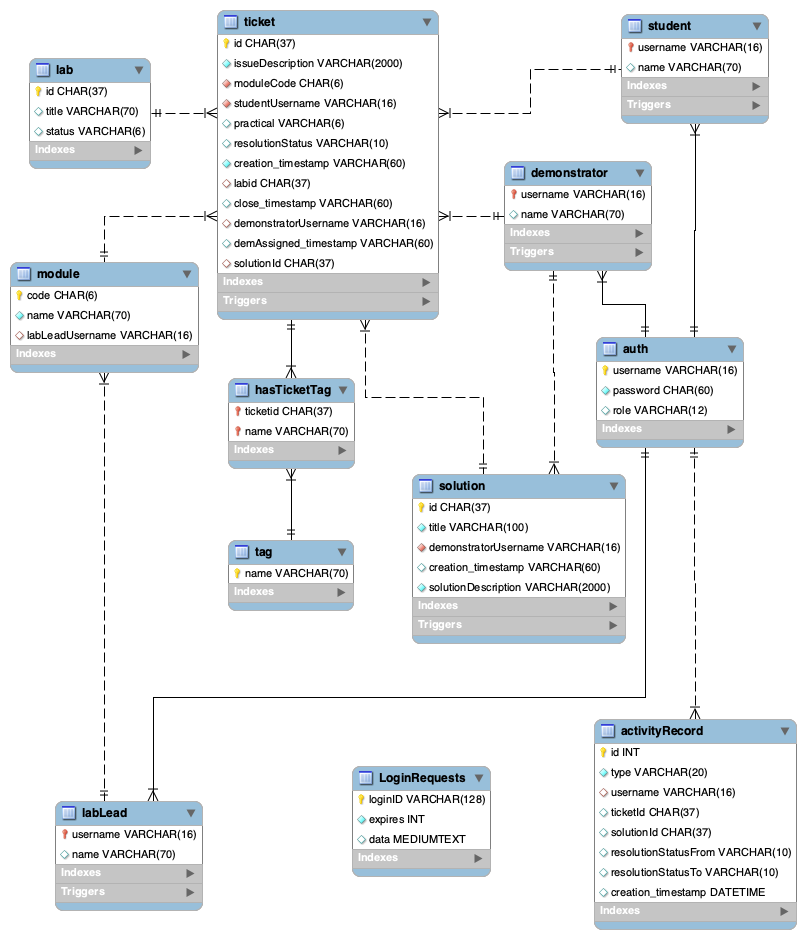 ticket
id CHAR(37)
issueDescription VARCHAR(2000)
moduleCode CHAR(6)
studentUsername VARCHAR(16)
practical VARCHAR(6)
resolutionStatus VARCHAR(10)
creation_timestamp VARCHAR(60)
labid CHAR(37)
close_timestamp VARCHAR(60)
demonstratorUsername VARCHAR(16)
demAssigned_timestamp VARCHAR(60)
solutionId CHAR(37)
Indexes
Triggers
student
username VARCHAR(16)
name VARCHAR(70)
Indexes
Triggers
lab
id CHAR(37)
title VARCHAR(70)
status VARCHAR(6)
Indexes
demonstrator
username VARCHAR(16)
name VARCHAR(70)
Indexes
Triggers
module
code CHAR(6)
name VARCHAR(70)
labLeadUsername VARCHAR(16)
Indexes
auth
username VARCHAR(16)
password CHAR(60)
role VARCHAR(12)
Indexes
hasTicketTag
ticketid CHAR(37)
name VARCHAR(70)
Indexes
solution
id CHAR(37)
title VARCHAR(100)
demonstratorUsername VARCHAR(16)
creation_timestamp VARCHAR(60)
solutionDescription VARCHAR(2000)
Indexes
Triggers
tag
name VARCHAR(70)
Indexes
activityRecord
id INT
type VARCHAR(20)
username VARCHAR(16)
ticketId CHAR(37)
solutionId CHAR(37)
resolutionStatusFrom VARCHAR(10)
resolutionStatusTo VARCHAR(10)
creation_timestamp DATETIME
Indexes
LoginRequests
loginID VARCHAR(128)
expires INT
data MEDIUMTEXT
Indexes
labLead
username VARCHAR(16)
name VARCHAR(70)
Indexes
Triggers